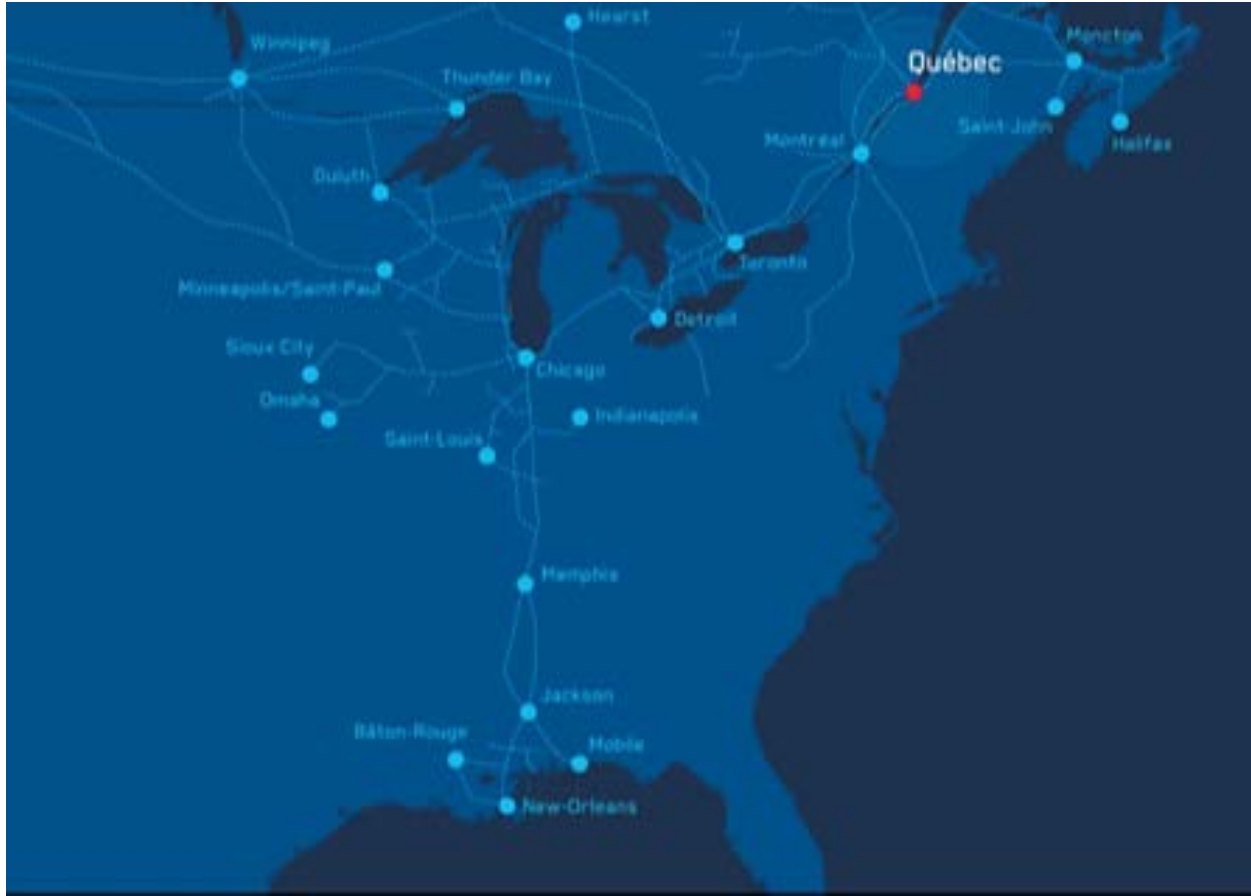 Hearst
Winnipeg
Moncton
Québec
Thunder Bay
Saint-John
Montréal
Halifax
Duluth
Toronto
Minneapolis/Saint-Paul
Detroit
Sioux City
Chicago
Omaha
Indianapolis
Saint-Louis
Memphis
Jackson
Bâton-Rouge
Mobile
New-Orleans